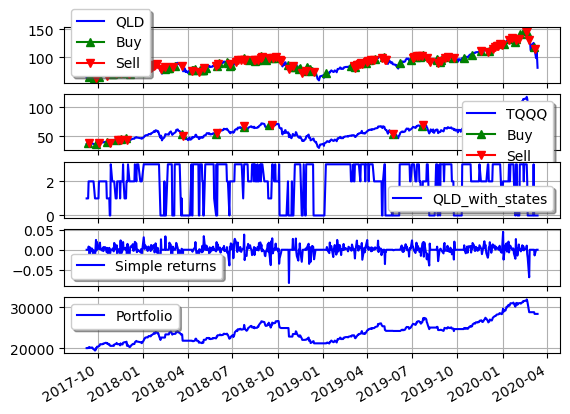 150
100
QLD
Buy
Sell
100
50
TQQQ
Buy
Sell
2
0
QLD_with_states
0.05
0.00
−0.05
Simple returns
30000
20000
Portfolio
2017-10 2018-01 2018-04 2018-07 2018-10 2019-01 2019-04 2019-07 2019-10 2020-01 2020-04